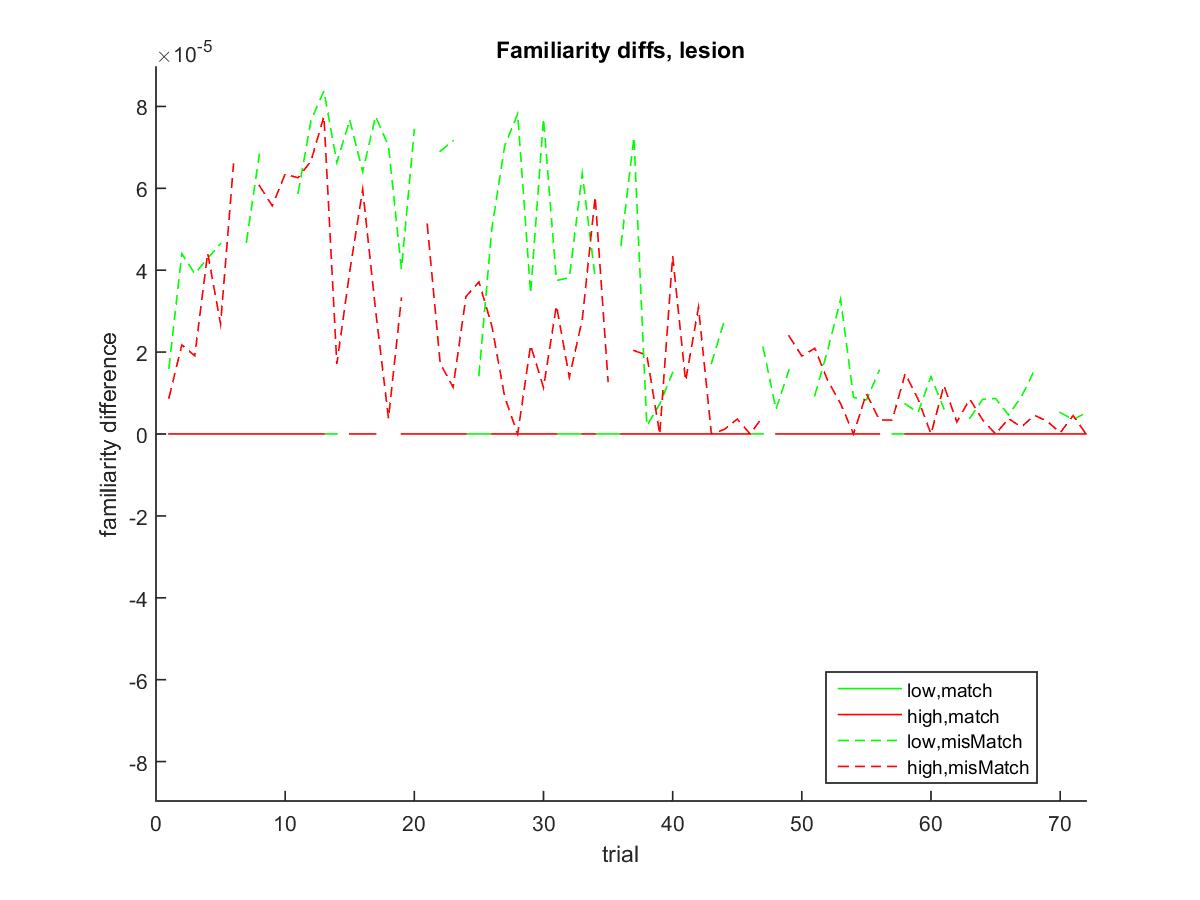 Familiarity diffs, lesion
×10-5
8
6
4
2
0
-2
-4
-6
-8
familiarity difference
0 10 20 30 40 50 60 70
trial
low,match
high,match
low,misMatch
high,misMatch